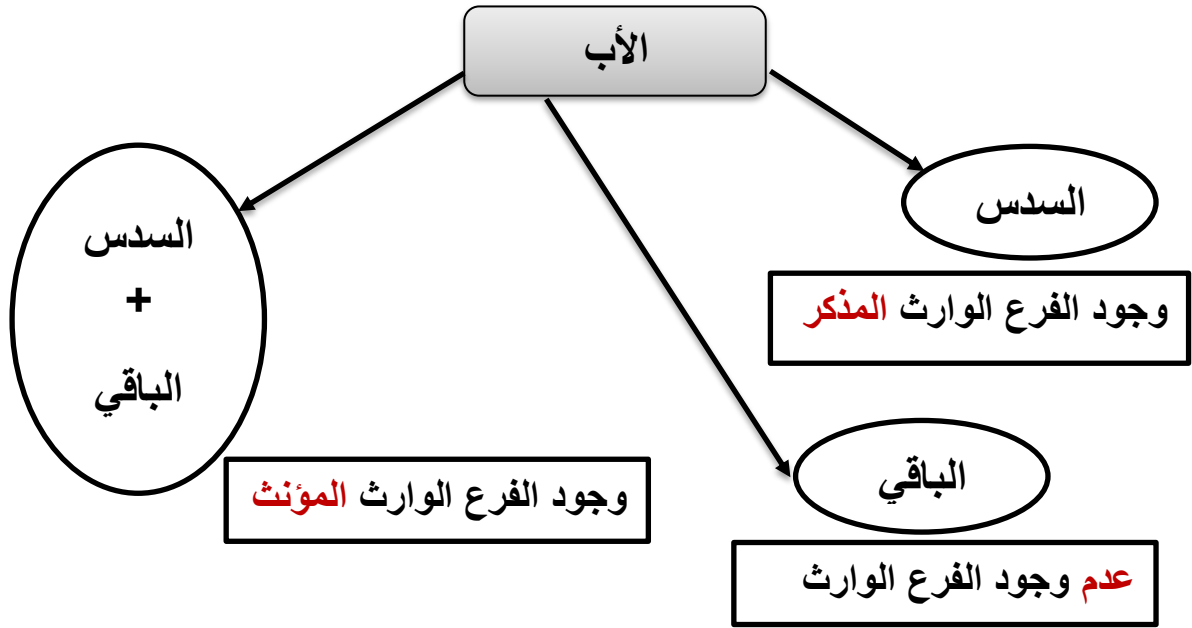 الأب
السدس
وجود الفرع الوارث المذكر
الباقي
عدم وجود الفرع الوارث
السدس
+
الباقي
وجود الفرع الوارث المؤنث